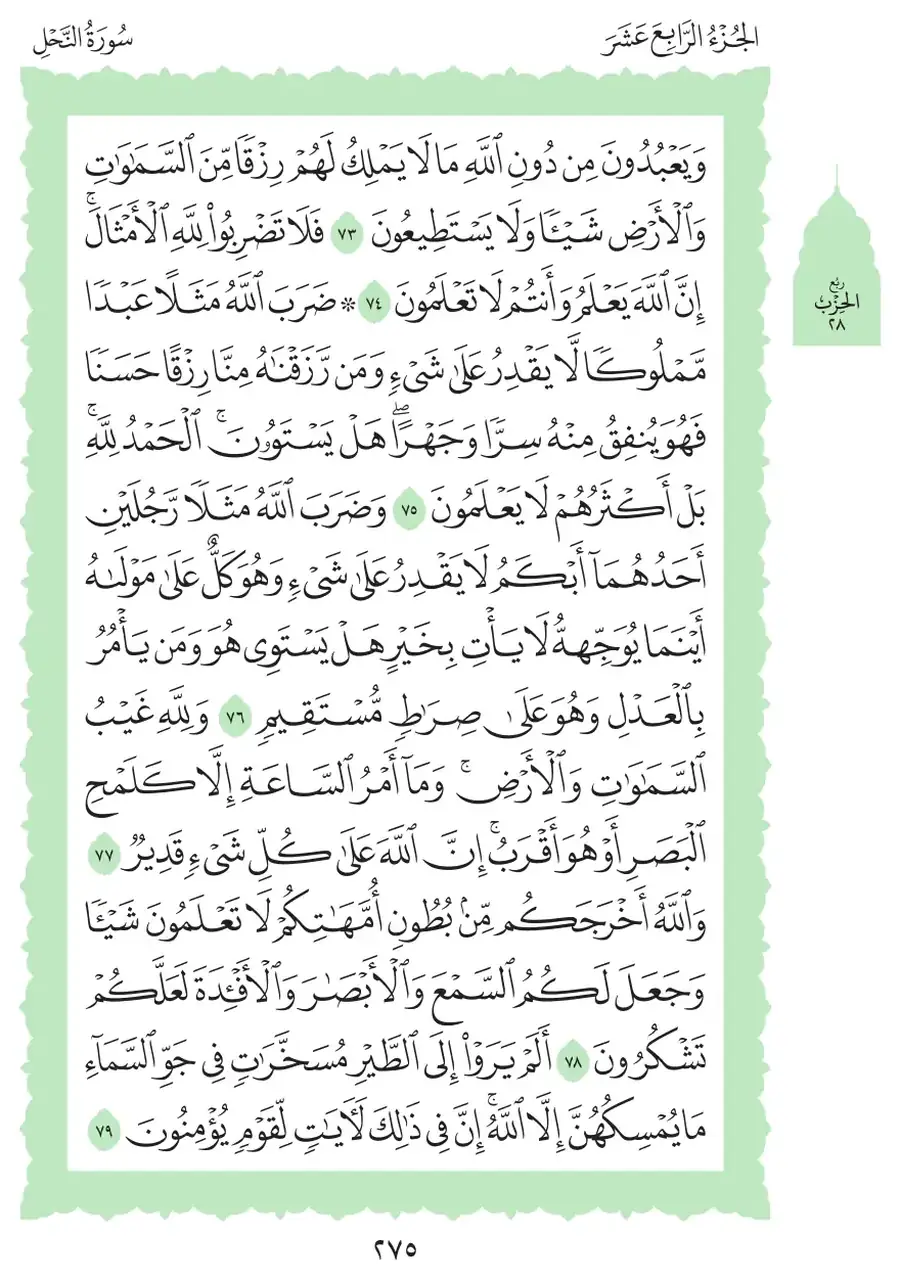 الجُزْءُ الرَّابِعَ عَشَرَ
سُورَةُ النَّحْلِ
وَيَعْبُدُونَ مِن دُونِ ٱللَّهِ مَا لَا يَمْلِكُ لَهُمْ رِزْقًا مِّنَ ٱلسَّمَٰوَٰتِ
وَٱلْأَرْضِ شَيْـًٔا وَلَا يَسْتَطِيعُونَ ٧٣ فَلَا تَضْرِبُوا۟ لِلَّهِ ٱلْأَمْثَالَ ۚ
إِنَّ ٱللَّهَ يَعْلَمُ وَأَنتُمْ لَا تَعْلَمُونَ ٧٤ * ضَرَبَ ٱللَّهُ مَثَلًا عَبْدًا
مَّمْلُوكًا لَّا يَقْدِرُ عَلَىٰ شَىْءٍ وَمَن رَّزَقْنَٰهُ مِنَّا رِزْقًا حَسَنًا
فَهُوَ يُنفِقُ مِنْهُ سِرًّا وَجَهْرًا ۖ هَلْ يَسْتَوُۥنَ ۚ ٱلْحَمْدُ لِلَّهِ ۚ
بَلْ أَكْثَرُهُمْ لَا يَعْلَمُونَ ٧٥ وَضَرَبَ ٱللَّهُ مَثَلًا رَّجُلَيْنِ
أَحَدُهُمَآ أَبْكَمُ لَا يَقْدِرُ عَلَىٰ شَىْءٍ وَهُوَ كَلٌّ عَلَىٰ مَوْلَىٰهُ
أَيْنَمَا يُوَجِّههُّ لَا يَأْتِ بِخَيْرٍ هَلْ يَسْتَوِى هُوَ وَمَن يَأْمُرُ
بِٱلْعَدْلِ وَهُوَ عَلَىٰ صِرَٰطٍ مُّسْتَقِيمٍ ٧٦ وَلِلَّهِ غَيْبُ
ٱلسَّمَٰوَٰتِ وَٱلْأَرْضِ ۚ وَمَآ أَمْرُ ٱلسَّاعَةِ إِلَّا كَلَمْحِ
ٱلْبَصَرِ أَوْ هُوَ أَقْرَبُ ۚ إِنَّ ٱللَّهَ عَلَىٰ كُلِّ شَىْءٍ قَدِيرٌ ٧٧
وَٱللَّهُ أَخْرَجَكُم مِّنۢ بُطُونِ أُمَّهَٰتِكُمْ لَا تَعْلَمُونَ شَيْـًٔا
وَجَعَلَ لَكُمُ ٱلسَّمْعَ وَٱلْأَبْصَٰرَ وَٱلْأَفْـِٔدَةَ لَعَلَّكُمْ
تَشْكُرُونَ ٧٨ أَلَمْ يَرَوْا۟ إِلَى ٱلطَّيْرِ مُسَخَّرَٰتٍ فِى جَوِّ ٱلسَّمَآءِ
مَا يُمْسِكُهُنَّ إِلَّا ٱللَّهُ ۚ إِنَّ فِى ذَٰلِكَ لَـَٔايَٰتٍ لِّقَوْمٍ يُؤْمِنُونَ ٧٩
رُبْعُ
الحِزْبِ
٢٨
٢٧٥